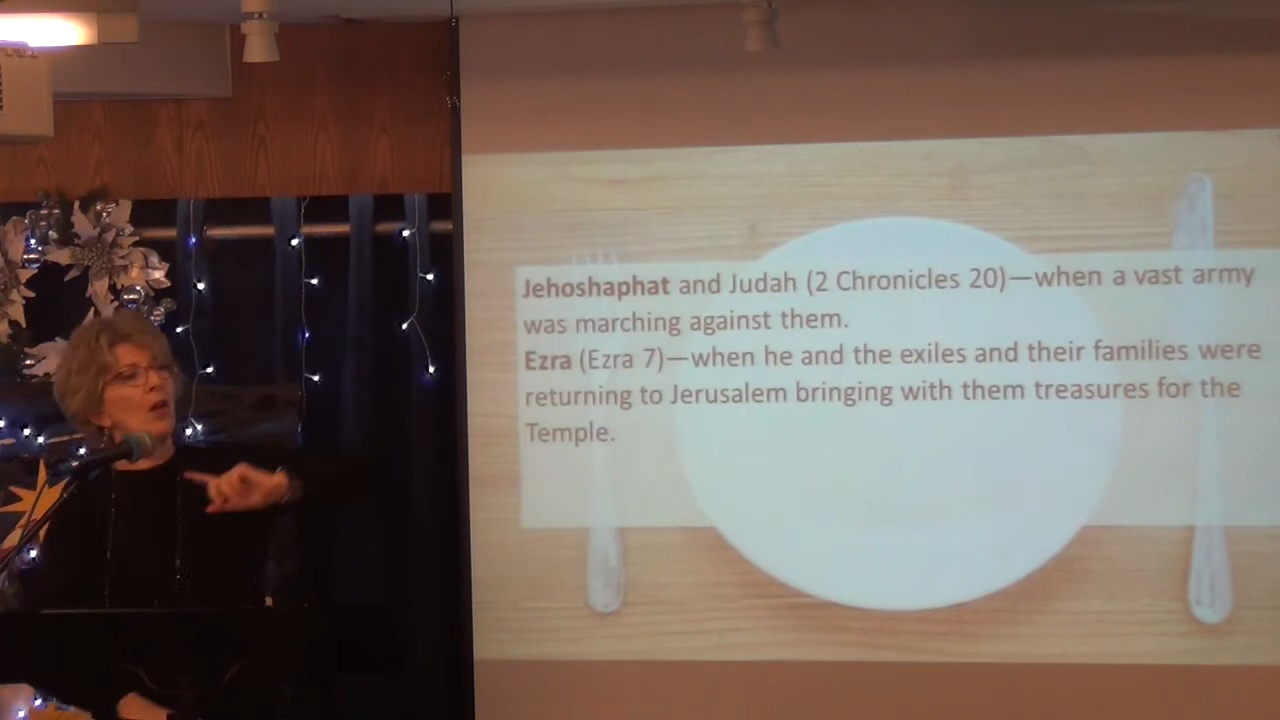 Jehoshaphat and Judah (2 Chronicles 20)—when a vast army
was marching against them.
Ezra (Ezra 7)—when he and the exiles and their families were
returning to Jerusalem bringing with them treasures for the
Temple.